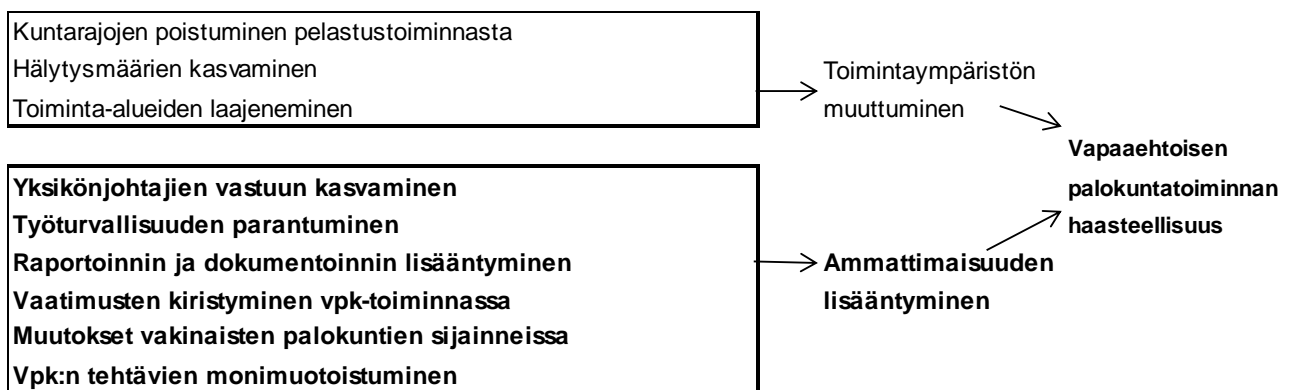 Kuntarajojen poistuminen pelastustoiminnasta
Hälytysmäärien kasvaminen
Toiminta-alueiden laajeneminen
Toimintaympäristön
muuttuminen
Vapaaehtoisen
palokuntatoiminnan
haasteellisuus
Yksikönjohtajien vastuun kasvaminen
Työturvallisuuden parantuminen
Raportoinnin ja dokumentoinnin lisääntyminen
Vaatimusten kiristyminen vpk-toiminnassa
Muutokset vakinaisten palokuntien sijainneissa
Vpk:n tehtävien monimuotoistuminen
Ammattimaisuuden
lisääntyminen